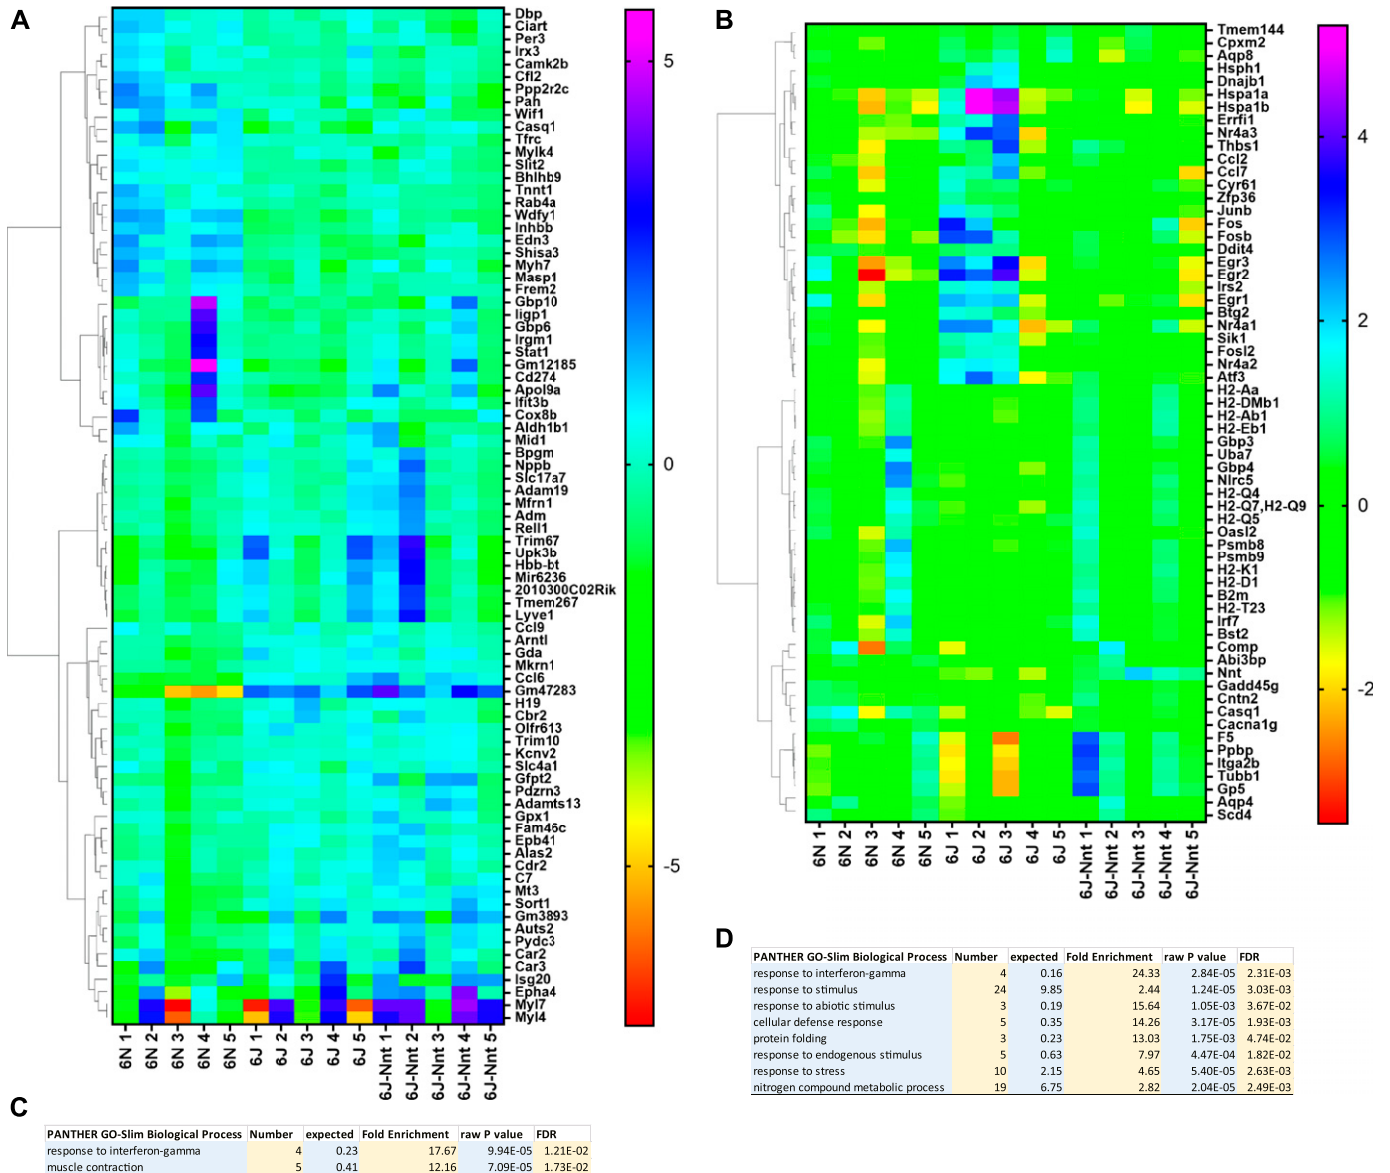 A
Dbp
Ciart
Per3
Irx3
Camk2b
Cfl2
Ppp2r2c
Pah
Wif1
Casq1
Tfrc
Mylk4
Slit2
Bhlhb9
Tnnt1
Rab4a
Wdfy1
Inhbb
Edn3
Shisa3
Myh7
Masp1
Frem2
Gbp10
Iigp1
Gbp6
Irgm1
Stat1
Gm12185
Cd274
Apol9a
Ifit3b
Cox8b
Aldh1b1
Mid1
Bpgm
Nppb
Slc17a7
Adam19
Mfrn1
Adm
Rell1
Trim67
Upk3b
Hbb-bt
Mir6236
2010300C02Rik
Tmem267
Lyve1
Ccl9
Arntl
Gda
Mkrn1
Ccl6
Gm47283
H19
Cbr2
Olfr613
Trim10
Kcnv2
Slc4a1
Gfpt2
Pdzrn3
Adamts13
Gpx1
Fam46c
Epb41
Alas2
Cdr2
C7
Mt3
Sort1
Gm3893
Auts2
Pydc3
Car2
Car3
Isg20
Epha4
Myl7
Myl4
6N 1
6N 2
6N 3
6N 4
6N 5
6J 1
6J 2
6J 3
6J 4
6J 5
6J-Nnt 1
6J-Nnt 2
6J-Nnt 3
6J-Nnt 4
6J-Nnt 5
5
0
-5
B
Tmem144
Cpxm2
Aqp8
Hsph1
Dnajb1
Hspa1a
Hspa1b
Errfi1
Nr4a3
Thbs1
Ccl2
Ccl7
Cyr61
Zfp36
Junb
Fos
Fosb
Ddit4
Egr3
Egr2
Irs2
Egr1
Btg2
Nr4a1
Sik1
Fosl2
Nr4a2
Atf3
H2-Aa
H2-DMb1
H2-Ab1
H2-Eb1
Gbp3
Uba7
Gbp4
Nlrc5
H2-Q4
H2-Q7,H2-Q9
H2-Q5
Oasl2
Psmb8
Psmb9
H2-K1
H2-D1
B2m
H2-T23
Irf7
Bst2
Comp
Abi3bp
Nnt
Gadd45g
Cntn2
Casq1
Cacna1g
F5
Ppbp
Itga2b
Tubb1
Gp5
Aqp4
Scd4
6N 1
6N 2
6N 3
6N 4
6N 5
6J 1
6J 2
6J 3
6J 4
6J 5
6J-Nnt 1
6J-Nnt 2
6J-Nnt 3
6J-Nnt 4
6J-Nnt 5
4
2
0
-2
C
PANTHER GO-Slim Biological Process Number expected Fold Enrichment raw P value FDR
response to interferon-gamma 4 0.23 17.67 9.94E-05 1.21E-02
muscle contraction 5 0.41 12.16 7.09E-05 1.73E-02
D
PANTHER GO-Slim Biological Process Number expected Fold Enrichment raw P value FDR
response to interferon-gamma 4 0.16 24.33 2.84E-05 2.31E-03
response to stimulus 24 9.85 2.44 1.24E-05 3.03E-03
response to abiotic stimulus 3 0.19 15.64 1.05E-03 3.67E-02
cellular defense response 5 0.35 14.26 3.17E-05 1.93E-03
protein folding 3 0.23 13.03 1.75E-03 4.74E-02
response to endogenous stimulus 5 0.63 7.97 4.47E-04 1.82E-02
response to stress 10 2.15 4.65 5.40E-05 2.63E-03
nitrogen compound metabolic process 19 6.75 2.82 2.04E-05 2.49E-03